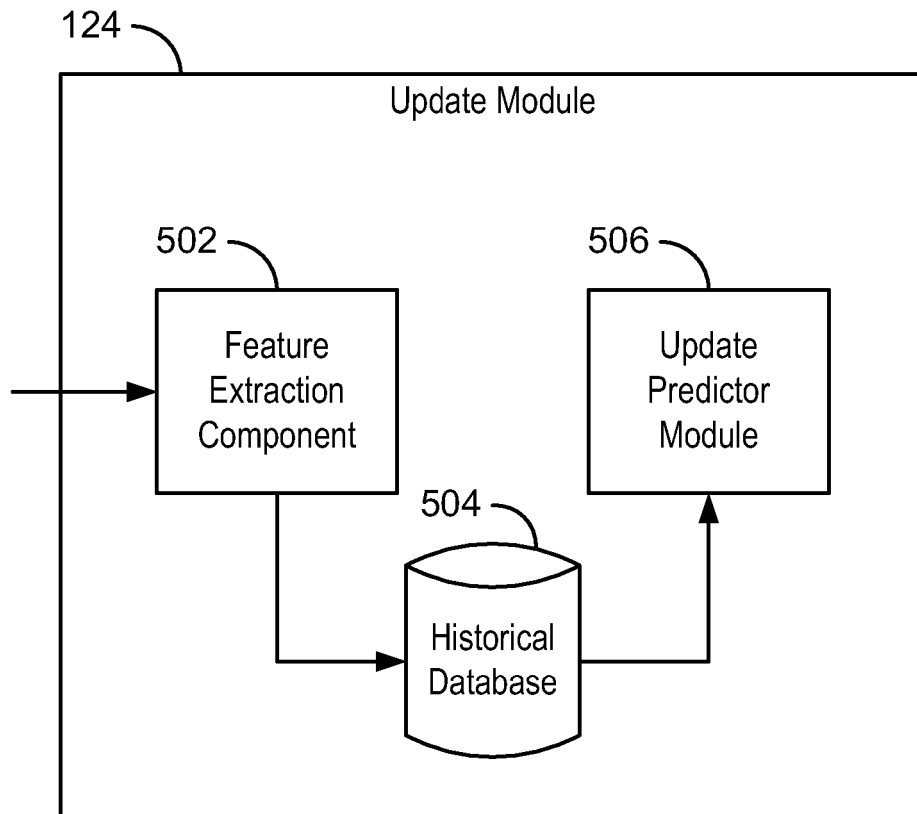 124
Update Module
502
506
Feature
Extraction
Component
Update
Predictor
Module
504
Historical
Database